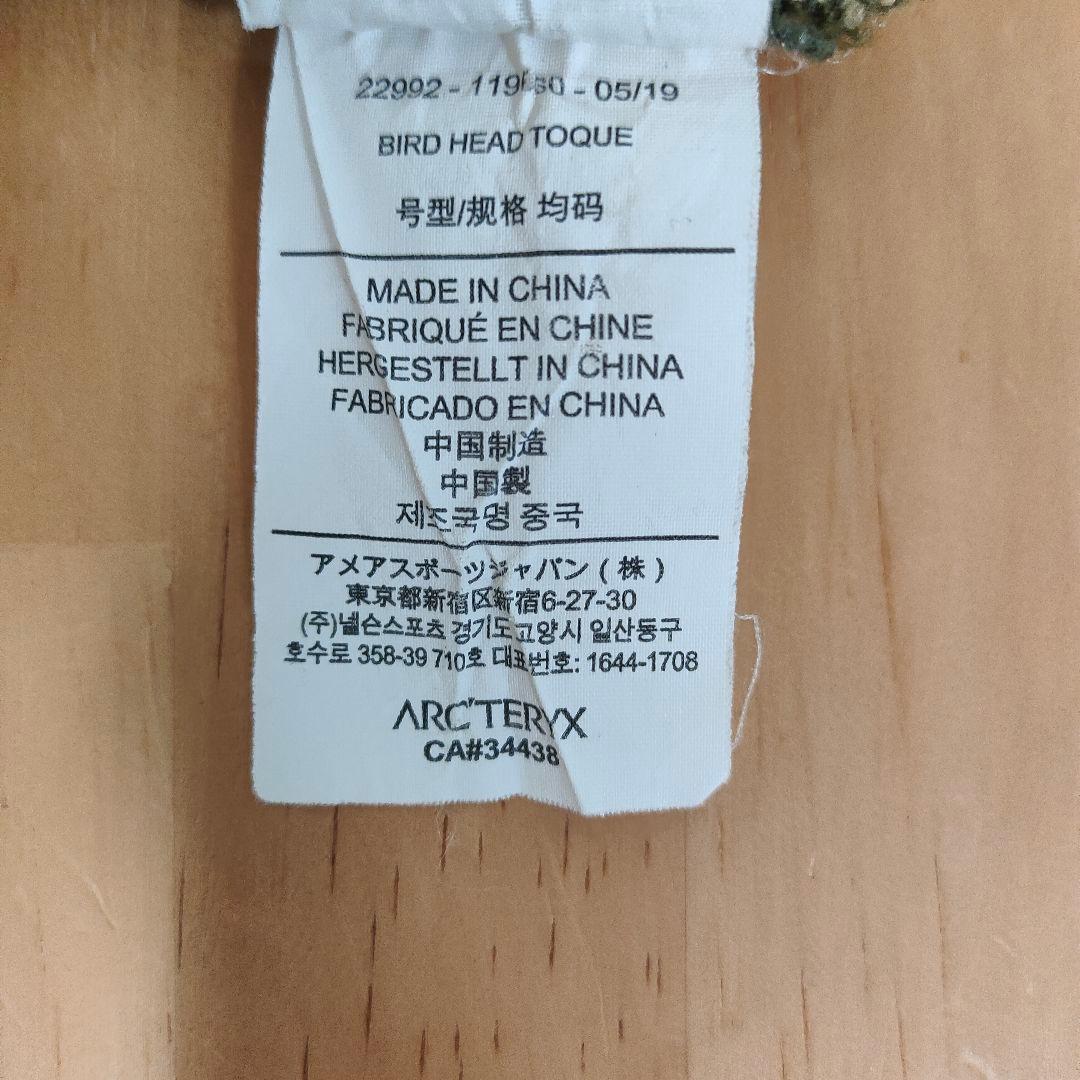 22992 - - 05/19
BIRD HEAD TOQUE
号型/规格 均码
MADE IN CHINA
FABRIQUÉ EN CHINE
HERGESTELLT IN CHINA
FABRICADO EN CHINA
中国制造
中国製
제조국명 중국
アメアスポーツジャパン ( 株 )
東京都新宿区新宿6-27-30
(주)넬슨스포츠 경기도고양시 일산동구
호수로 358-39 710호 대표번호: 1644-1708
ARC'TERYX
CA#34438